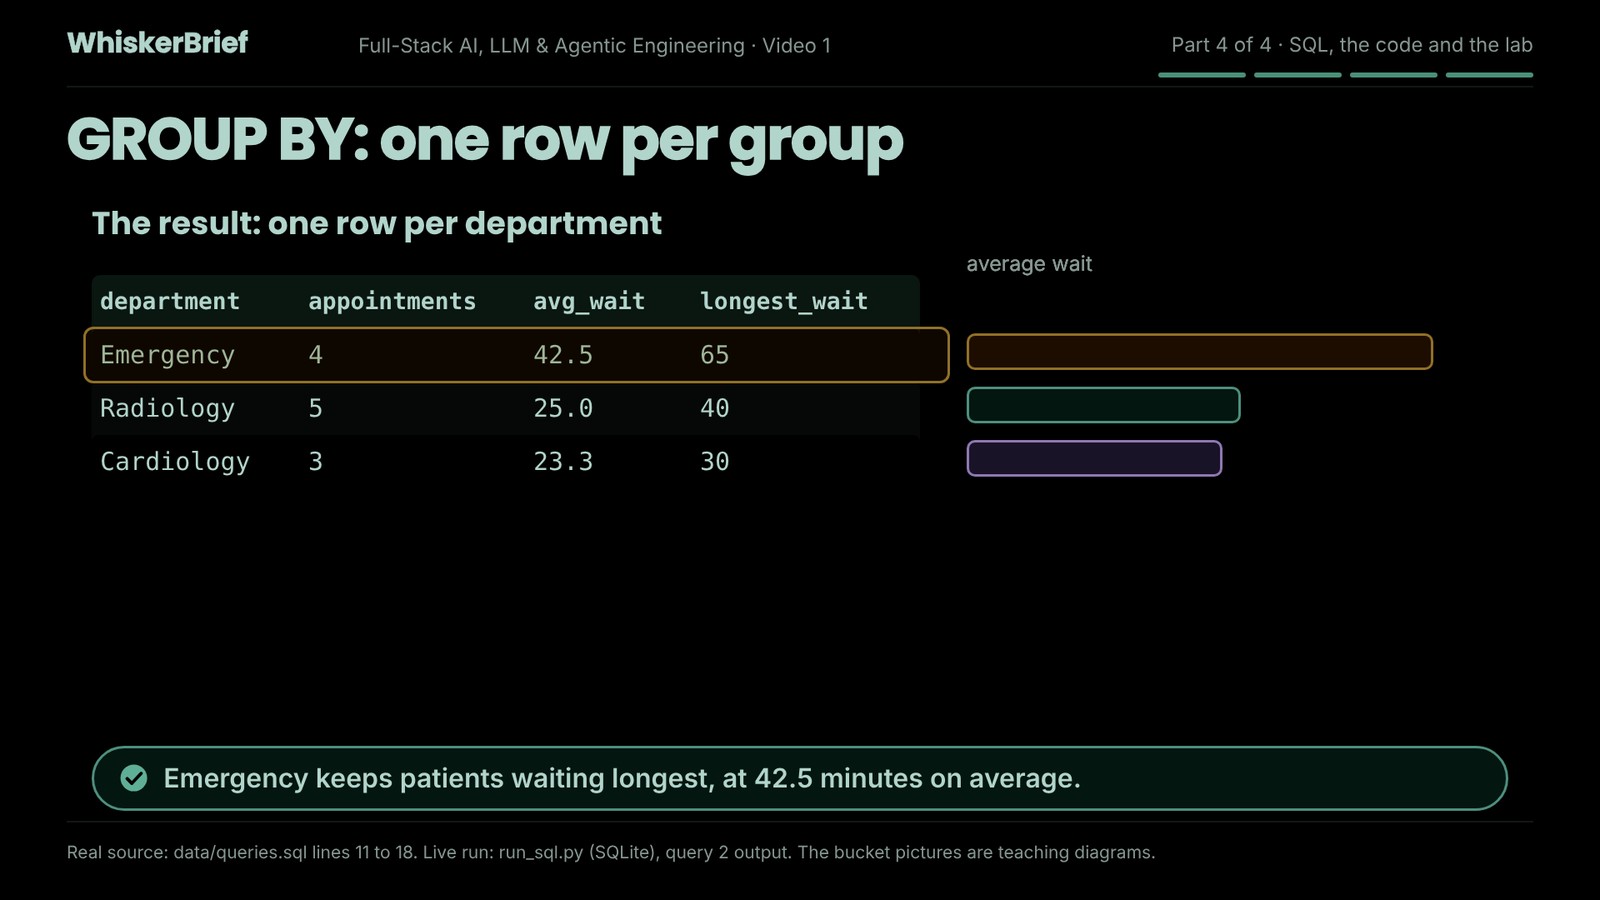 WhiskerBrief
Full-Stack AI, LLM & Agentic Engineering · Video 1
Part 4 of 4 · SQL, the code and the lab
GROUP BY: one row per group
The result: one row per department
average wait
department appointments avg_wait longest_wait
Emergency 4 42.5 65
Radiology 5 25.0 40
Cardiology 3 23.3 30
Emergency keeps patients waiting longest, at 42.5 minutes on average.
Real source: data/queries.sql lines 11 to 18. Live run: run_sql.py (SQLite), query 2 output. The bucket pictures are teaching diagrams.